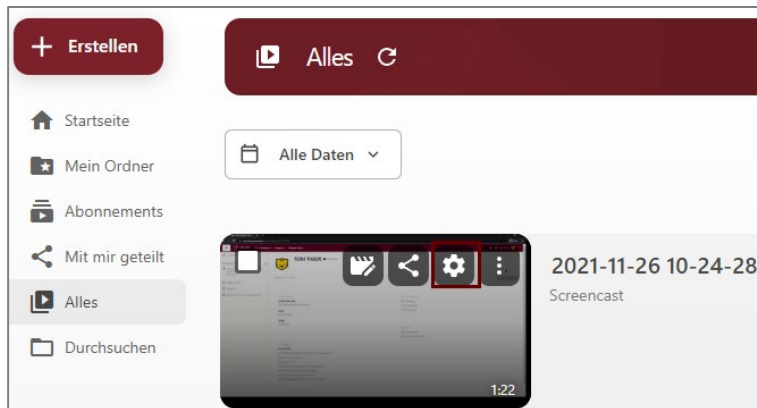 Erstellen
Alles
Startseite
Mein Ordner
Abonnements
Mit mir geteilt
Alles
Durchsuchen
Alle Daten
TONI TIGER
1:22
2021-11-26 10-24-28
Screencast